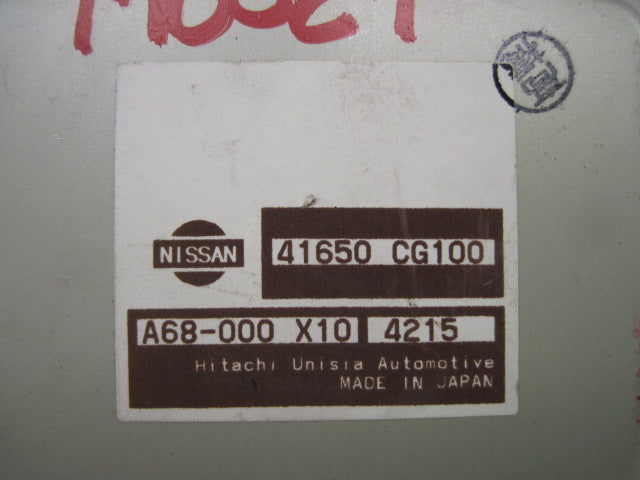 NISSAN
41650 CG100
A68-000 X10 4215
Hitachi Unisia Automotive
MADE IN JAPAN